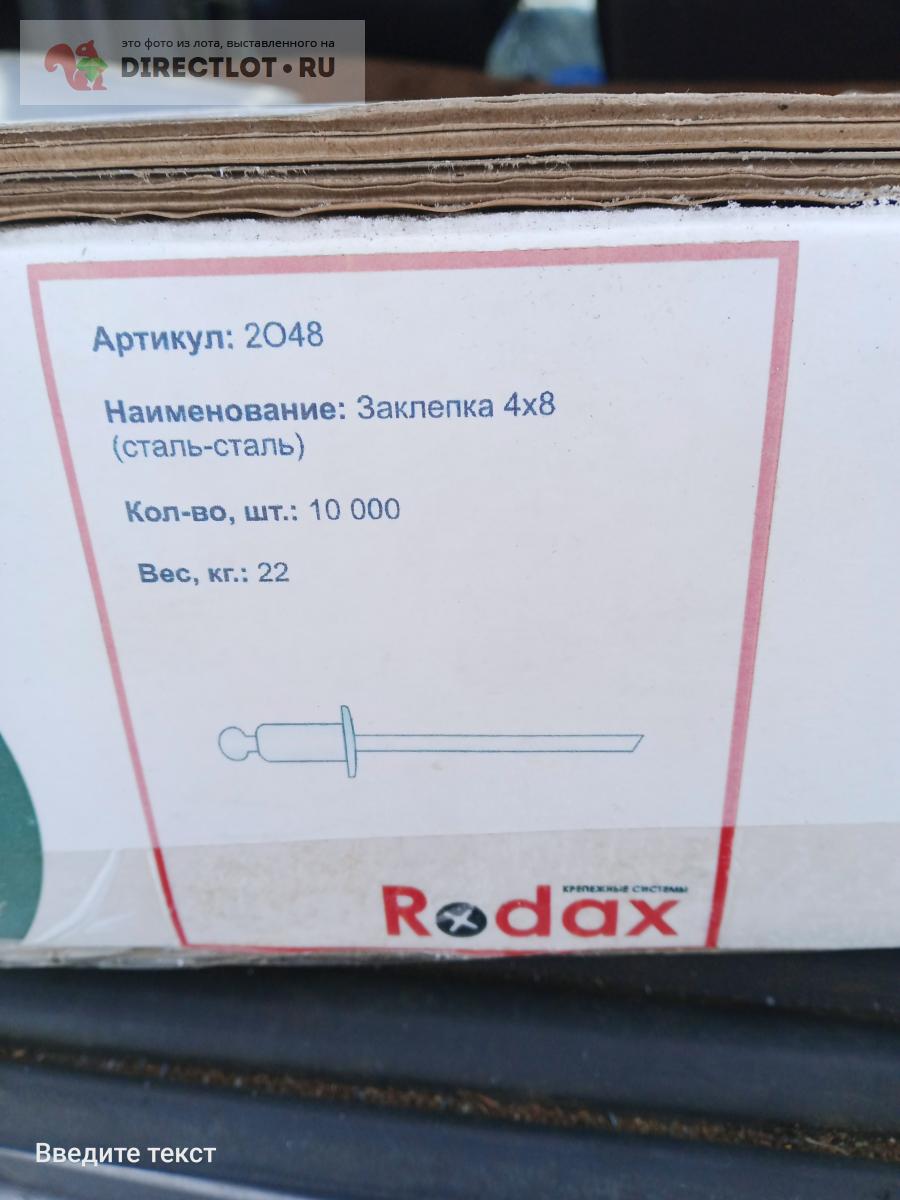 это фото из лота, выставленного на
DIRECTLOT•RU
Артикул: 2О48
Наименование: Заклепка 4х8
(сталь-сталь)
Кол-во, шт.: 10 000
Вес, кг.: 22
КРЕПЕЖНЫЕ СИСТЕМЫ
Rodax
Введите текст